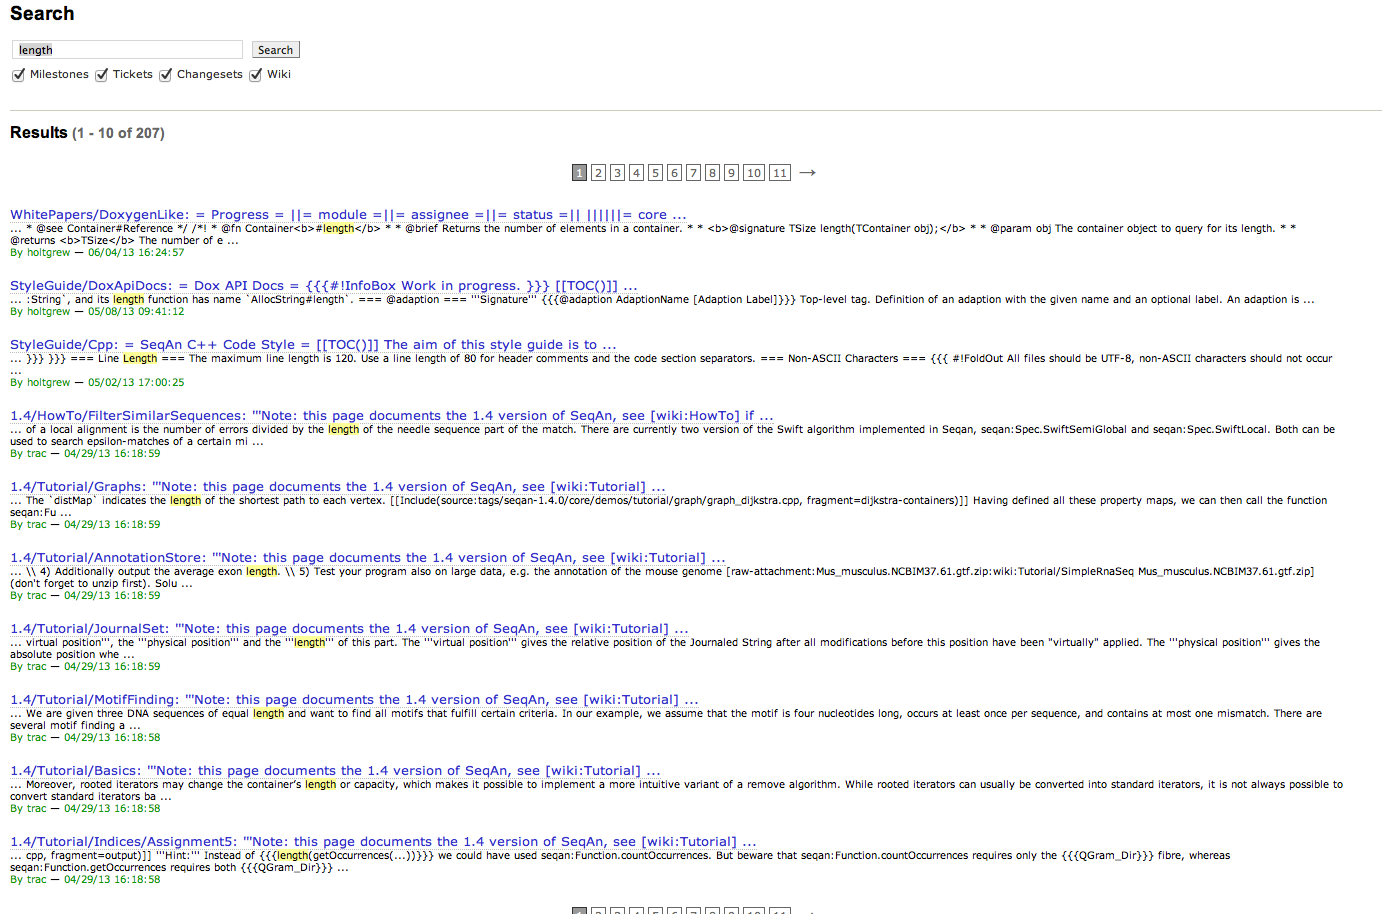 Search
length
Search
Milestones Tickets Changesets Wiki
Results (1 - 10 of 207)
1 2 3 4 5 6 7 8 9 10 11 →
WhitePapers/DoxygenLike: = Progress = ||= module =||= assignee =||= status =|| ||||||= core ...
... * @see Container#Reference */ /*! * @fn Container<b>#length</b> * * @brief Returns the number of elements in a container. * * <b>@signature TSize length(TContainer obj);</b> * * @param obj The container object to query for its length. * *
@returns <b>TSize</b> The number of e ...
By holtgrew — 06/04/13 16:24:57
StyleGuide/DoxApiDocs: = Dox API Docs = {{{#!InfoBox Work in progress. }}} [[TOC()]] ...
... :String`, and its length function has name `AllocString#length`. === @adaption === '''Signature''' {{{@adaption AdaptionName [Adaption Label]}}} Top-level tag. Definition of an adaption with the given name and an optional label. An adaption is ...
By holtgrew — 05/08/13 09:41:12
StyleGuide/Cpp: = SeqAn C++ Code Style = [[TOC()]] The aim of this style guide is to ...
... }}} }}} === Line Length === The maximum line length is 120. Use a line length of 80 for header comments and the code section separators. === Non-ASCII Characters === {{{ #!FoldOut All files should be UTF-8, non-ASCII characters should not occur
...
By holtgrew — 05/02/13 17:00:25
1.4/HowTo/FilterSimilarSequences: '''Note: this page documents the 1.4 version of SeqAn, see [wiki:HowTo] if ...
... of a local alignment is the number of errors divided by the length of the needle sequence part of the match. There are currently two version of the Swift algorithm implemented in Seqan, seqan:Spec.SwiftSemiGlobal and seqan:Spec.SwiftLocal. Both can be
used to search epsilon-matches of a certain mi ...
By trac — 04/29/13 16:18:59
1.4/Tutorial/Graphs: '''Note: this page documents the 1.4 version of SeqAn, see [wiki:Tutorial] ...
... The `distMap` indicates the length of the shortest path to each vertex. [[Include(source:tags/seqan-1.4.0/core/demos/tutorial/graph/graph_dijkstra.cpp, fragment=dijkstra-containers)]] Having defined all these property maps, we can then call the function
seqan:Fu ...
By trac — 04/29/13 16:18:59
1.4/Tutorial/AnnotationStore: '''Note: this page documents the 1.4 version of SeqAn, see [wiki:Tutorial] ...
... \\ 4) Additionally output the average exon length. \\ 5) Test your program also on large data, e.g. the annotation of the mouse genome [raw-attachment:Mus_musculus.NCBIM37.61.gtf.zip:wiki:Tutorial/SimpleRnaSeq Mus_musculus.NCBIM37.61.gtf.zip]
(don't forget to unzip first). Solu ...
By trac — 04/29/13 16:18:59
1.4/Tutorial/JournalSet: '''Note: this page documents the 1.4 version of SeqAn, see [wiki:Tutorial] ...
... virtual position''', the '''physical position''' and the '''length''' of this part. The '''virtual position''' gives the relative position of the Journaled String after all modifications before this position have been "virtually" applied. The '''physical position''' gives the
absolute position whe ...
By trac — 04/29/13 16:18:59
1.4/Tutorial/MotifFinding: '''Note: this page documents the 1.4 version of SeqAn, see [wiki:Tutorial] ...
... We are given three DNA sequences of equal length and want to find all motifs that fulfill certain criteria. In our example, we assume that the motif is four nucleotides long, occurs at least once per sequence, and contains at most one mismatch. There are
several motif finding a ...
By trac — 04/29/13 16:18:58
1.4/Tutorial/Basics: '''Note: this page documents the 1.4 version of SeqAn, see [wiki:Tutorial] ...
... Moreover, rooted iterators may change the container's length or capacity, which makes it possible to implement a more intuitive variant of a remove algorithm. While rooted iterators can usually be converted into standard iterators, it is not always possible to
convert standard iterators ba ...
By trac — 04/29/13 16:18:58
1.4/Tutorial/Indices/Assignment5: '''Note: this page documents the 1.4 version of SeqAn, see [wiki:Tutorial] ...
... cpp, fragment=output)]] '''Hint:''' Instead of {{{length(getOccurrences(...))}}} we could have used seqan:Function.countOccurrences. But beware that seqan:Function.countOccurrences requires only the {{{QGram_Dir}}} fibre, whereas
seqan:Function.getOccurrences requires both {{{QGram_Dir}}} ...
By trac — 04/29/13 16:18:58